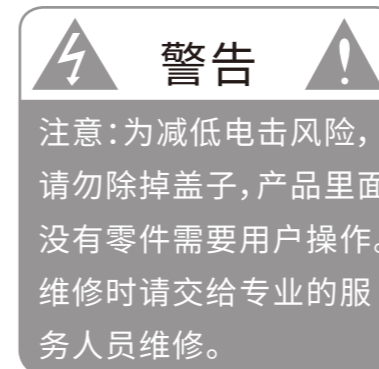 警告
注意:为减低电击风险,
请勿除掉盖子,产品里面
没有零件需要用户操作。
维修时请交给专业的服
务人员维修。